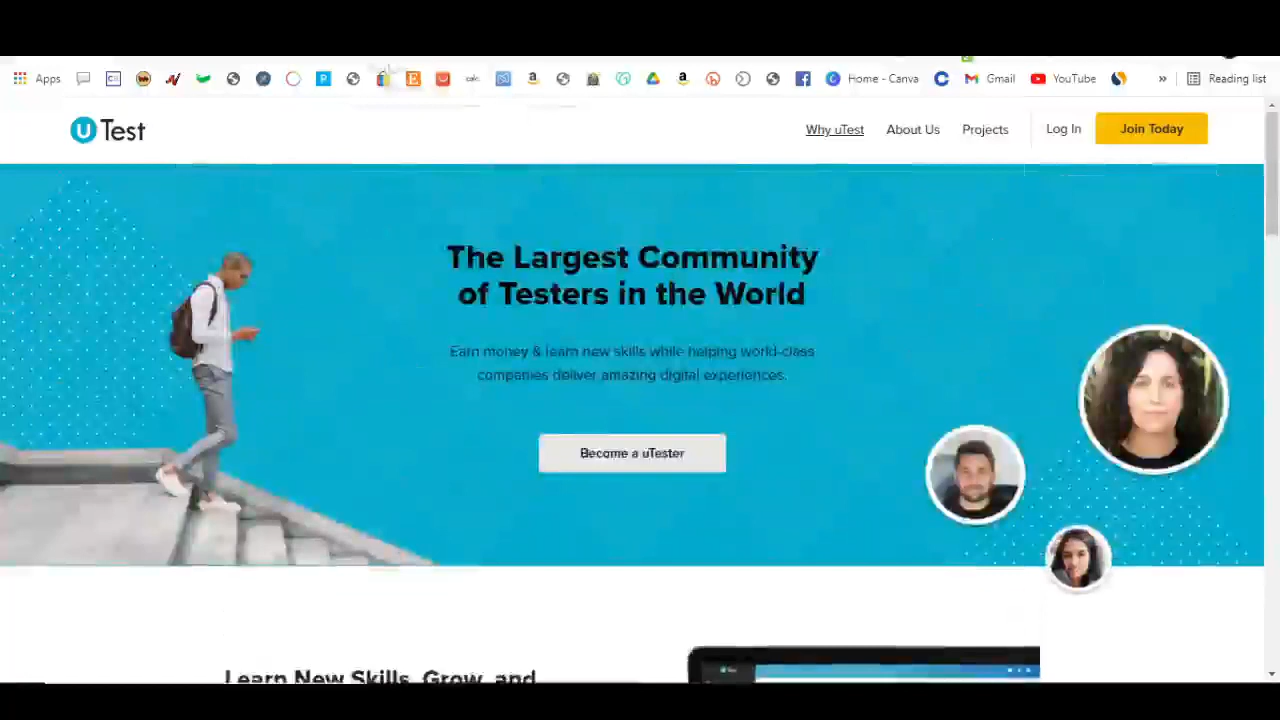 Apps
calc.
Home - Canva
Gmail
YouTube
»
Reading list
uTest
Why uTest
About Us
Projects
Log In
Join Today
The Largest Community
of Testers in the World
Earn money & learn new skills while helping world-class
companies deliver amazing digital experiences.
Become a uTester
Learn New Skills, Grow, and